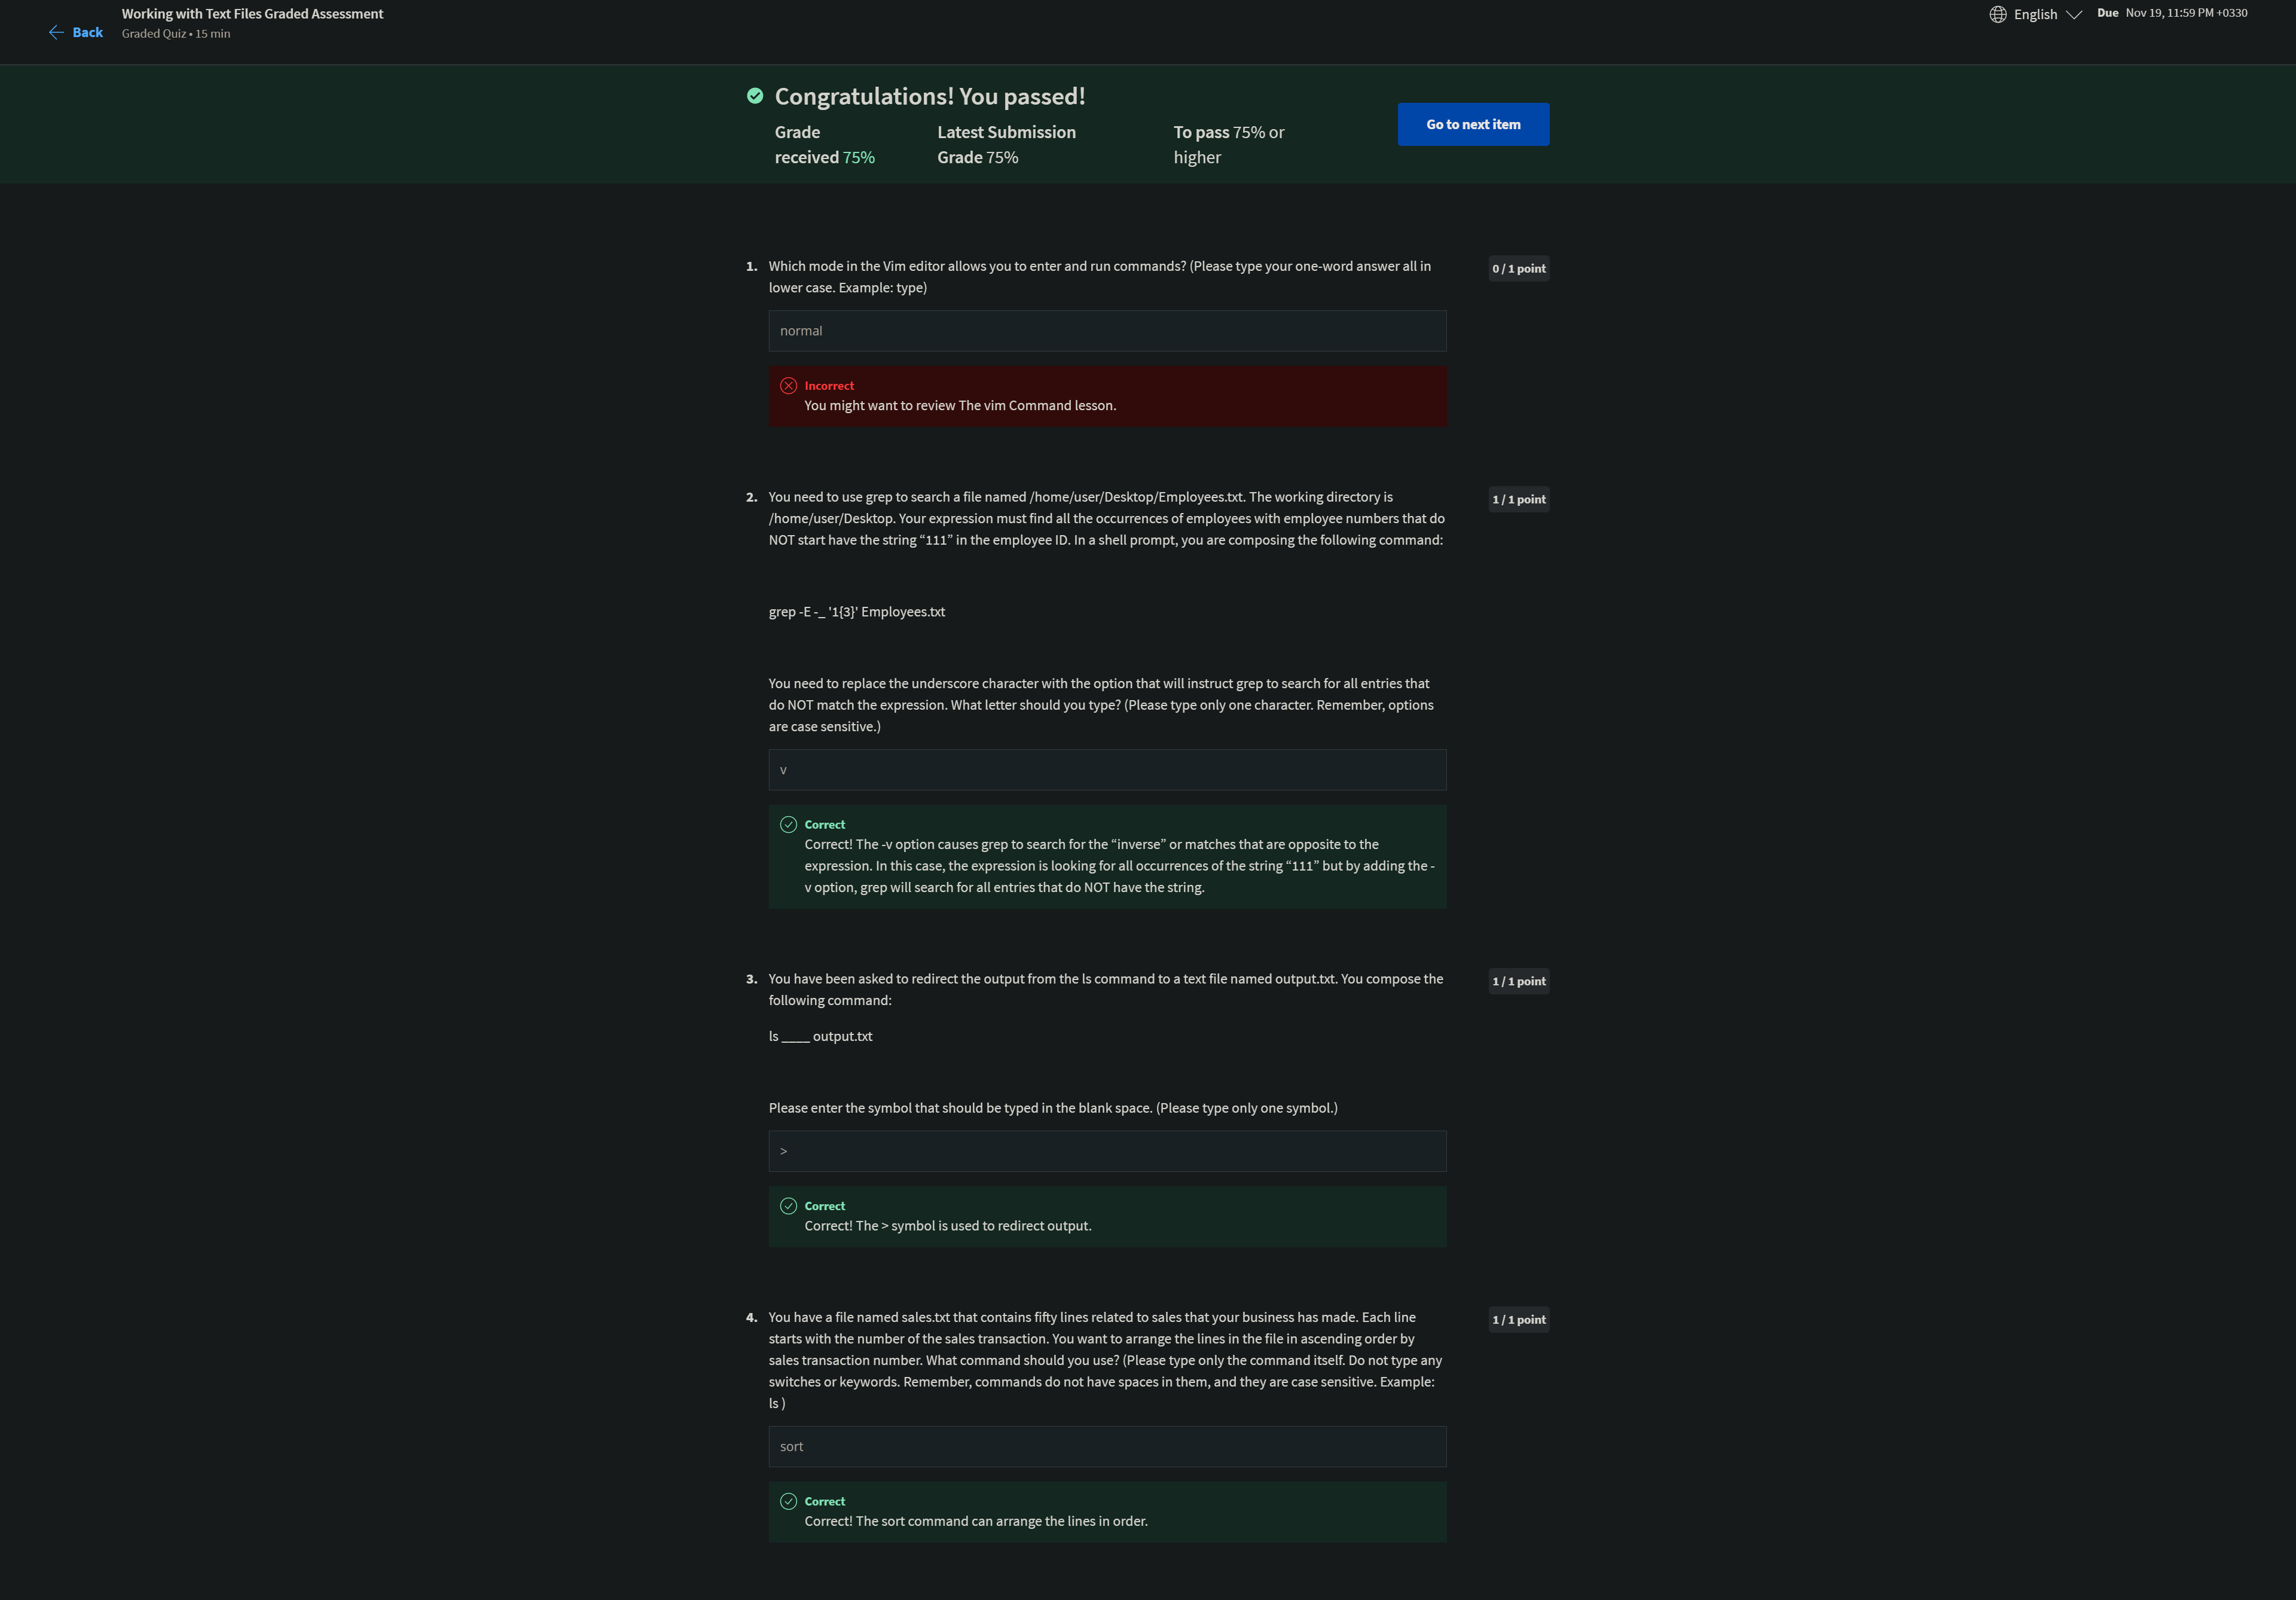 Working with Text Files Graded Assessment
Back
Graded Quiz • 15 min
English
Due Nov 19, 11:59 PM +0330
Congratulations! You passed!
Grade received 75%
Latest Submission Grade 75%
To pass 75% or higher
Go to next item
1. Which mode in the Vim editor allows you to enter and run commands? (Please type your one-word answer all in
lower case. Example: type)
0 / 1 point
normal
Incorrect
You might want to review The vim Command lesson.
2. You need to use grep to search a file named /home/user/Desktop/Employees.txt. The working directory is
/home/user/Desktop. Your expression must find all the occurrences of employees with employee numbers that do
NOT start have the string “111” in the employee ID. In a shell prompt, you are composing the following command:
1 / 1 point
grep -E -_ '1{3}' Employees.txt
You need to replace the underscore character with the option that will instruct grep to search for all entries that
do NOT match the expression. What letter should you type? (Please type only one character. Remember, options
are case sensitive.)
v
Correct
Correct! The -v option causes grep to search for the “inverse” or matches that are opposite to the
expression. In this case, the expression is looking for all occurrences of the string “111” but by adding the -
v option, grep will search for all entries that do NOT have the string.
3. You have been asked to redirect the output from the ls command to a text file named output.txt. You compose the
following command:
1 / 1 point
ls ____ output.txt
Please enter the symbol that should be typed in the blank space. (Please type only one symbol.)
>
Correct
Correct! The > symbol is used to redirect output.
4. You have a file named sales.txt that contains fifty lines related to sales that your business has made. Each line
starts with the number of the sales transaction. You want to arrange the lines in the file in ascending order by
sales transaction number. What command should you use? (Please type only the command itself. Do not type any
switches or keywords. Remember, commands do not have spaces in them, and they are case sensitive. Example:
ls )
1 / 1 point
sort
Correct
Correct! The sort command can arrange the lines in order.